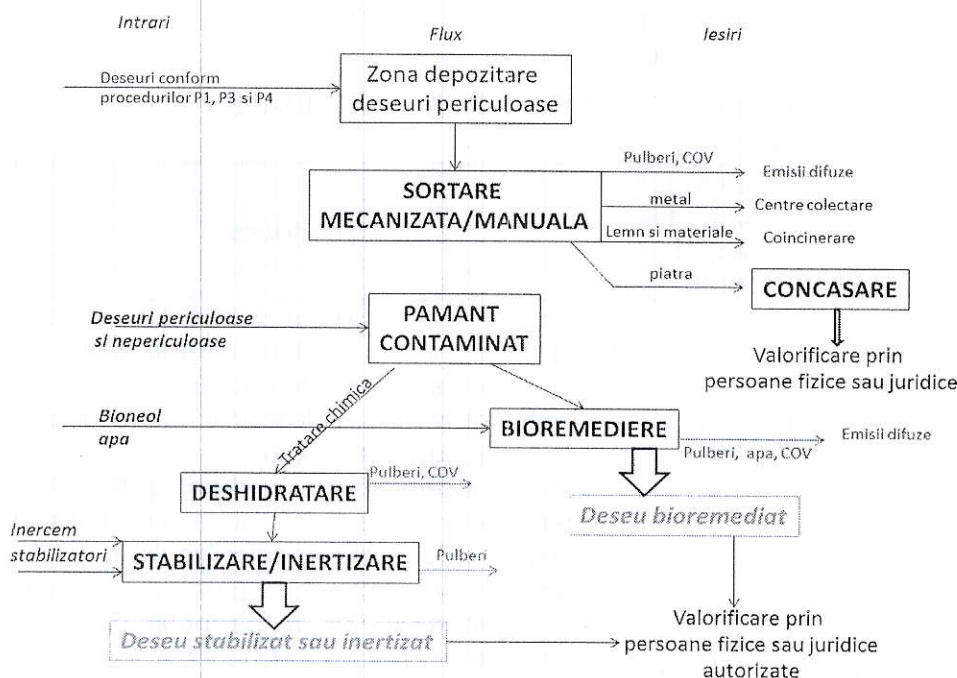 Intrari
Flux
Iesiri
Deseuri conform
procedurilor P1, P3 si P4
Zona depozitare
deseuri periculoase
SORTARE
MECANIZATA/MANUALA
Pulberi, COV
Emisii difuze
metal
Centre colectare
Lemn si materiale
Coincinerare
piatra
CONCASARE
Valorificare prin
persoane fizice sau juridice
Deseuri periculoase
si nepericuloase
PAMANT
CONTAMINAT
Tratare chimica
Bioneol
apa
BIOREMEDIERE
Emisii difuze
Pulberi, apa, COV
Deseu bioremediat
DESHIDRATARE
Pulberi, COV
Inercem
stabilizatori
STABILIZARE/INERTIZARE
Pulberi
Deseu stabilizat sau inertizat
Valorificare prin
persoane fizice sau juridice
autorizate